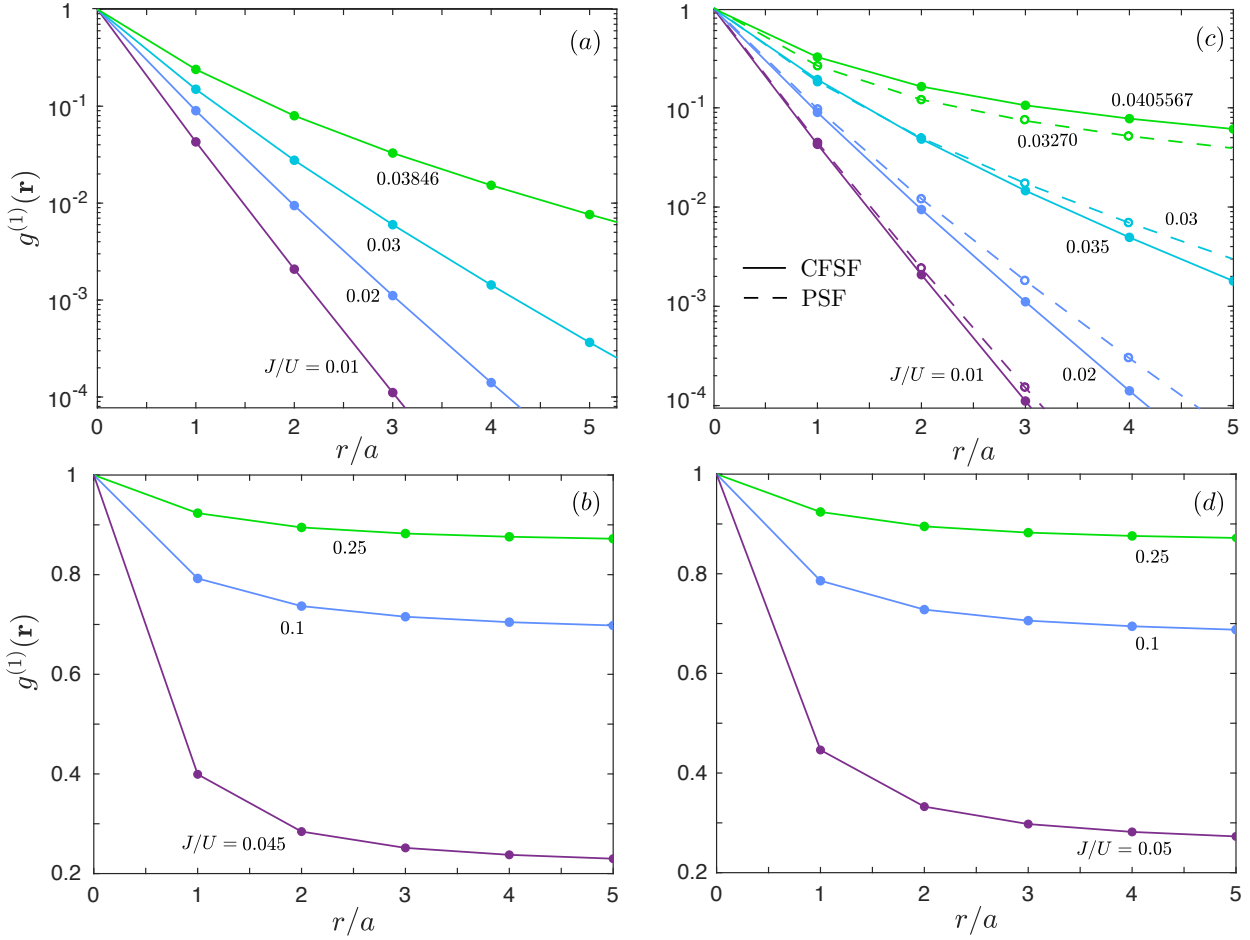 1
10^{-1}
10^{-2}
10^{-3}
10^{-4}
g^{(1)}(r)
(a)
0.03846
0.03
0.02
J/U = 0.01
0 1 2 3 4 5
r/a
1
10^{-1}
10^{-2}
10^{-3}
10^{-4}
(c)
0.0405567
0.03270
0.03
0.035
CFSF
PSF
J/U = 0.01
0.02
0 1 2 3 4 5
r/a
1
0.8
0.6
0.4
0.2
g^{(1)}(r)
(b)
0.25
0.1
J/U = 0.045
0 1 2 3 4 5
r/a
1
0.8
0.6
0.4
0.2
(d)
0.25
0.1
J/U = 0.05
0 1 2 3 4 5
r/a